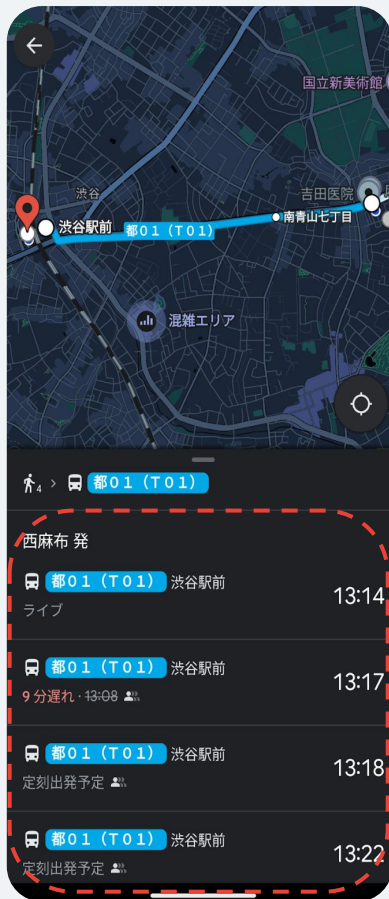 国立新美術館
渋谷
吉田医院
南青山七丁目
渋谷駅前
都01 (T01)
混雑エリア
4 > 都01 (T01)
西麻布 発
都01 (T01) 渋谷駅前
13:14
ライブ
都01 (T01) 渋谷駅前
13:17
9 分遅れ · 13:08
都01 (T01) 渋谷駅前
13:18
定刻出発予定
都01 (T01) 渋谷駅前
13:22
定刻出発予定